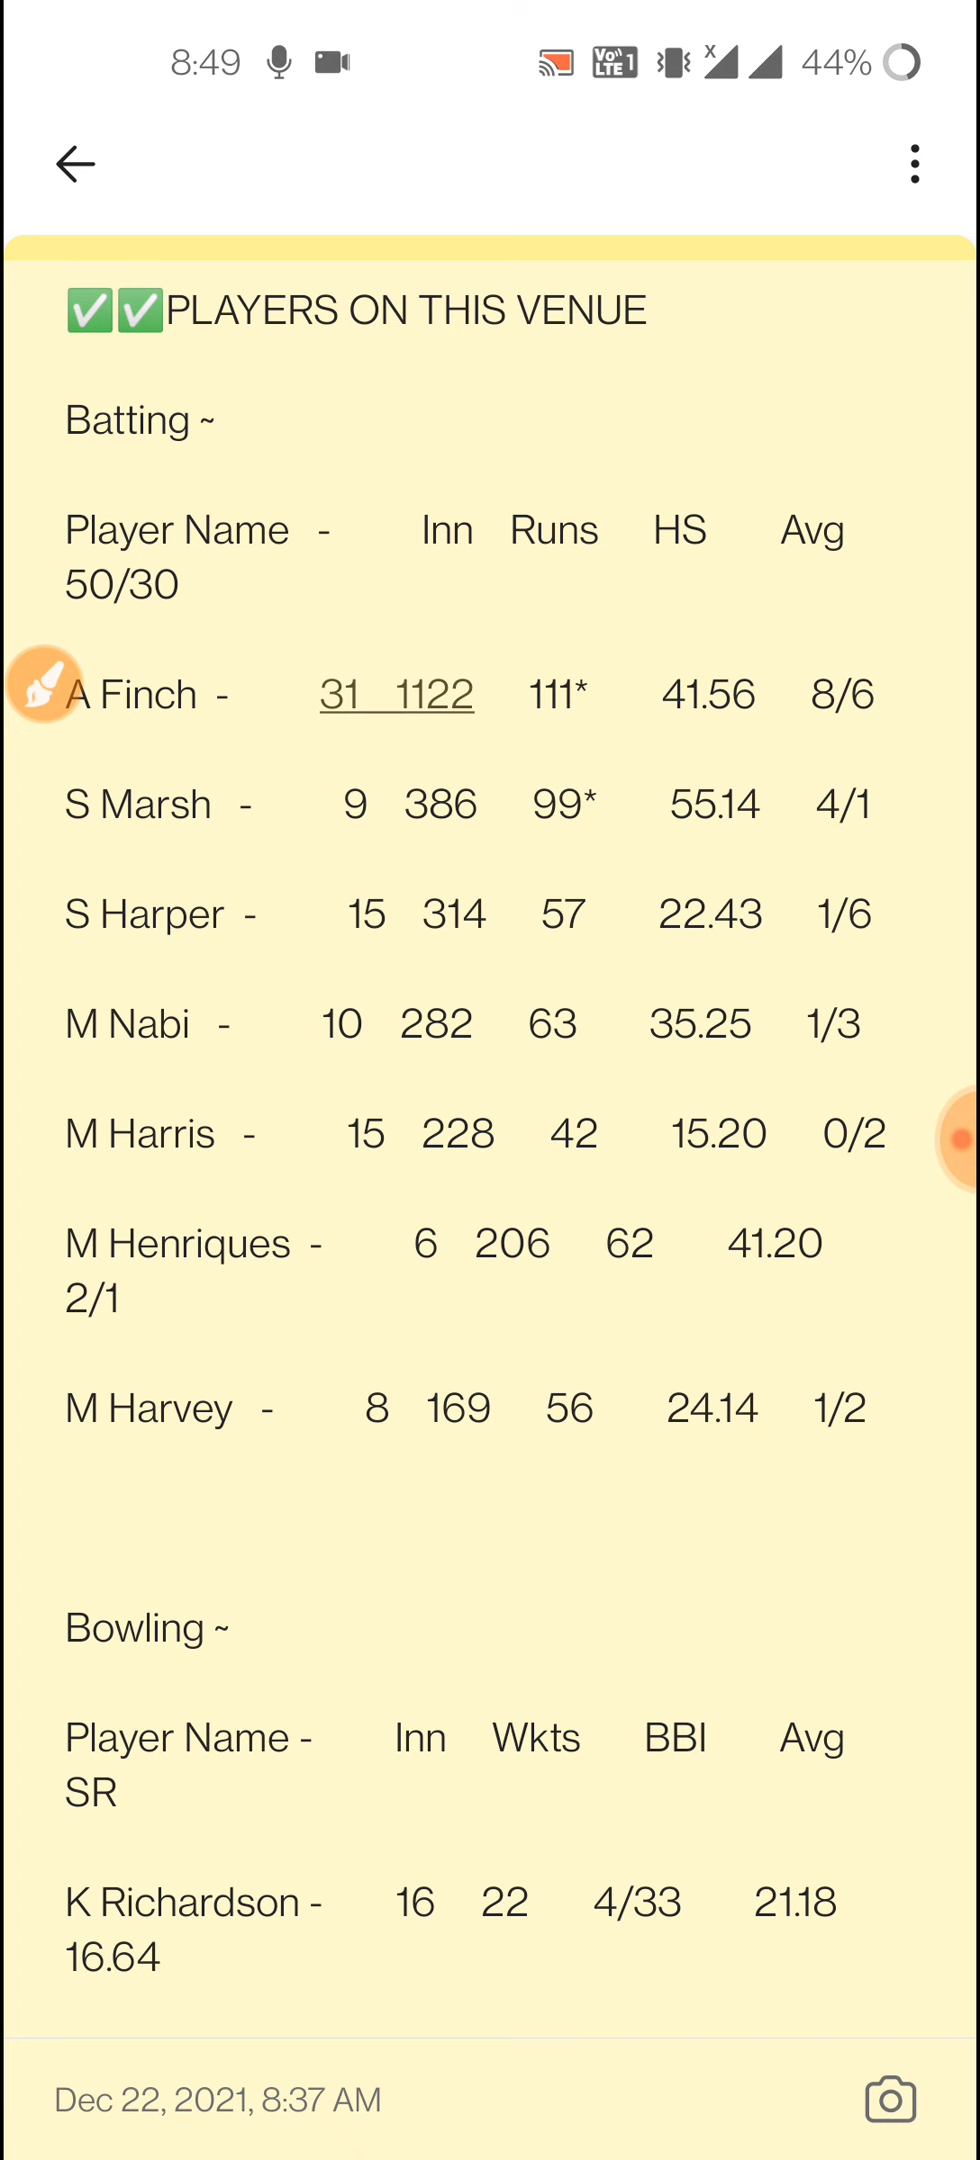 8:49 Vo)) LTE 1 x 44%
✅✅PLAYERS ON THIS VENUE
Batting ~
Player Name - Inn Runs HS Avg
50/30
A Finch - 31 1122 111* 41.56 8/6
S Marsh - 9 386 99* 55.14 4/1
S Harper - 15 314 57 22.43 1/6
M Nabi - 10 282 63 35.25 1/3
M Harris - 15 228 42 15.20 0/2
M Henriques - 6 206 62 41.20
2/1
M Harvey - 8 169 56 24.14 1/2
Bowling ~
Player Name - Inn Wkts BBI Avg
SR
K Richardson - 16 22 4/33 21.18
16.64
Dec 22, 2021, 8:37 AM